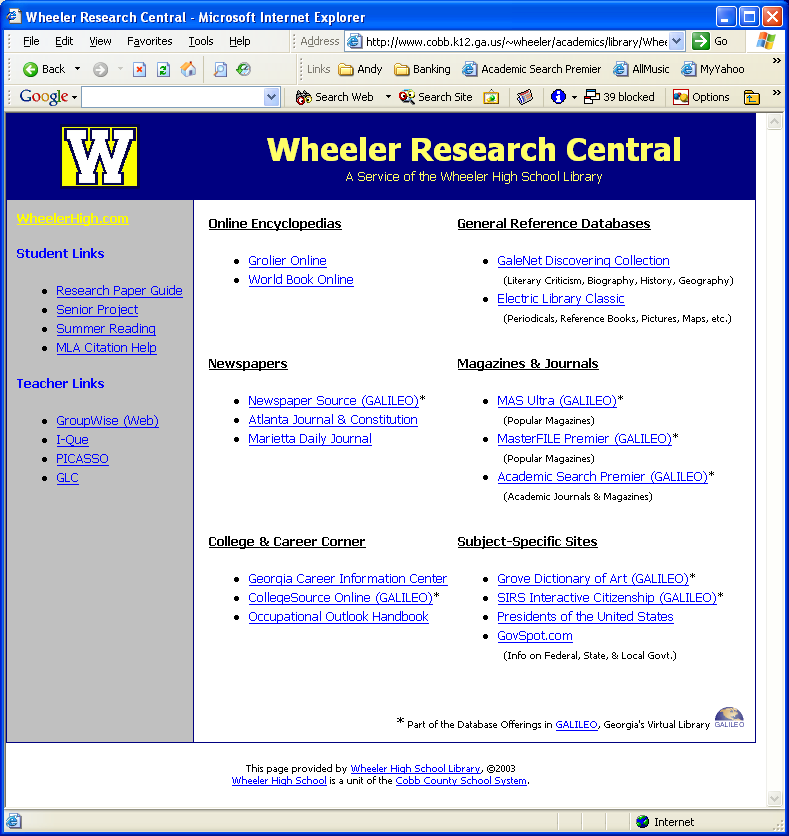 Wheeler Research Central - Microsoft Internet Explorer
File Edit View Favorites Tools Help Address http://www.cobb.k12.ga.us/~wheeler/academics/library/Whee Go
Back Links Andy Banking Academic Search Premier AllMusic MyYahoo »
Google Search Web Search Site 39 blocked Options »
W
Wheeler Research Central
A Service of the Wheeler High School Library
WheelerHigh.com
Student Links
• Research Paper Guide
• Senior Project
• Summer Reading
• MLA Citation Help
Teacher Links
• GroupWise (Web)
• I-Que
• PICASSO
• GLC
Online Encyclopedias
• Grolier Online
• World Book Online
General Reference Databases
• GaleNet Discovering Collection
(Literary Criticism, Biography, History, Geography)
• Electric Library Classic
(Periodicals, Reference Books, Pictures, Maps, etc.)
Newspapers
• Newspaper Source (GALILEO)*
• Atlanta Journal & Constitution
• Marietta Daily Journal
Magazines & Journals
• MAS Ultra (GALILEO)*
(Popular Magazines)
• MasterFILE Premier (GALILEO)*
(Popular Magazines)
• Academic Search Premier (GALILEO)*
(Academic Journals & Magazines)
College & Career Corner
• Georgia Career Information Center
• CollegeSource Online (GALILEO)*
• Occupational Outlook Handbook
Subject-Specific Sites
• Grove Dictionary of Art (GALILEO)*
• SIRS Interactive Citizenship (GALILEO)*
• Presidents of the United States
• GovSpot.com
(Info on Federal, State, & Local Govt.)
* Part of the Database Offerings in GALILEO, Georgia's Virtual Library GALILEO
This page provided by Wheeler High School Library, ©2003
Wheeler High School is a unit of the Cobb County School System.
Internet